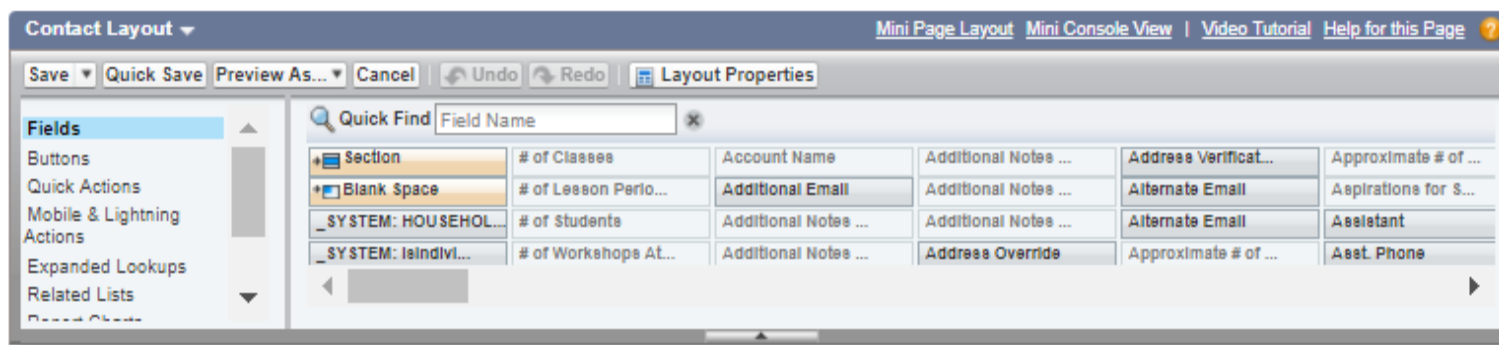 Contact Layout Mini Page Layout Mini Console View | Video Tutorial Help for this Page
Save Quick Save Preview As... Cancel Undo Redo Layout Properties
Fields
Buttons
Quick Actions
Mobile & Lightning
Actions
Expanded Lookups
Related Lists
Report Charts
Quick Find Field Name
Section # of Classes Account Name Additional Notes ... Address Verificat... Approximate # of ...
Blank Space # of Lesson Perio... Additional Email Additional Notes ... Alternate Email Aspirations for S...
_SYSTEM: HOUSEHOL... # of Students Additional Notes ... Additional Notes ... Alternate Email Assistant
_SYSTEM: IsIndivi... # of Workshops At... Additional Notes ... Address Override Approximate # of ... Asst. Phone